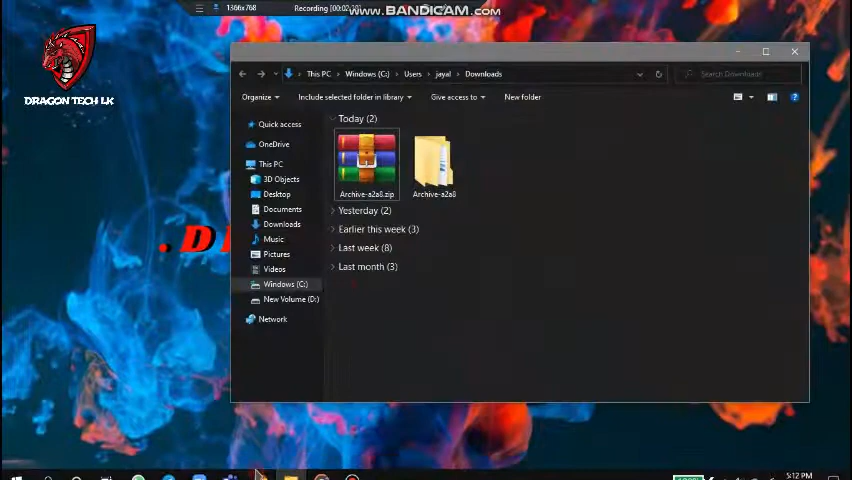 1366x768
Recording [00:02:20]
www.BANDICAM.com
DRAGON TECH LK
This PC
Windows (C:)
Users
jayal
Downloads
Search Downloads
Organize
Include selected folder in library
Give access to
New folder
Quick access
OneDrive
This PC
3D Objects
Desktop
Documents
Downloads
Music
Pictures
Videos
Windows (C:)
New Volume (D:)
Network
Today (2)
Archive-a2a8.zip
Archive-a2a8
Yesterday (2)
Earlier this week (3)
Last week (8)
Last month (3)
. D
5:12 PM